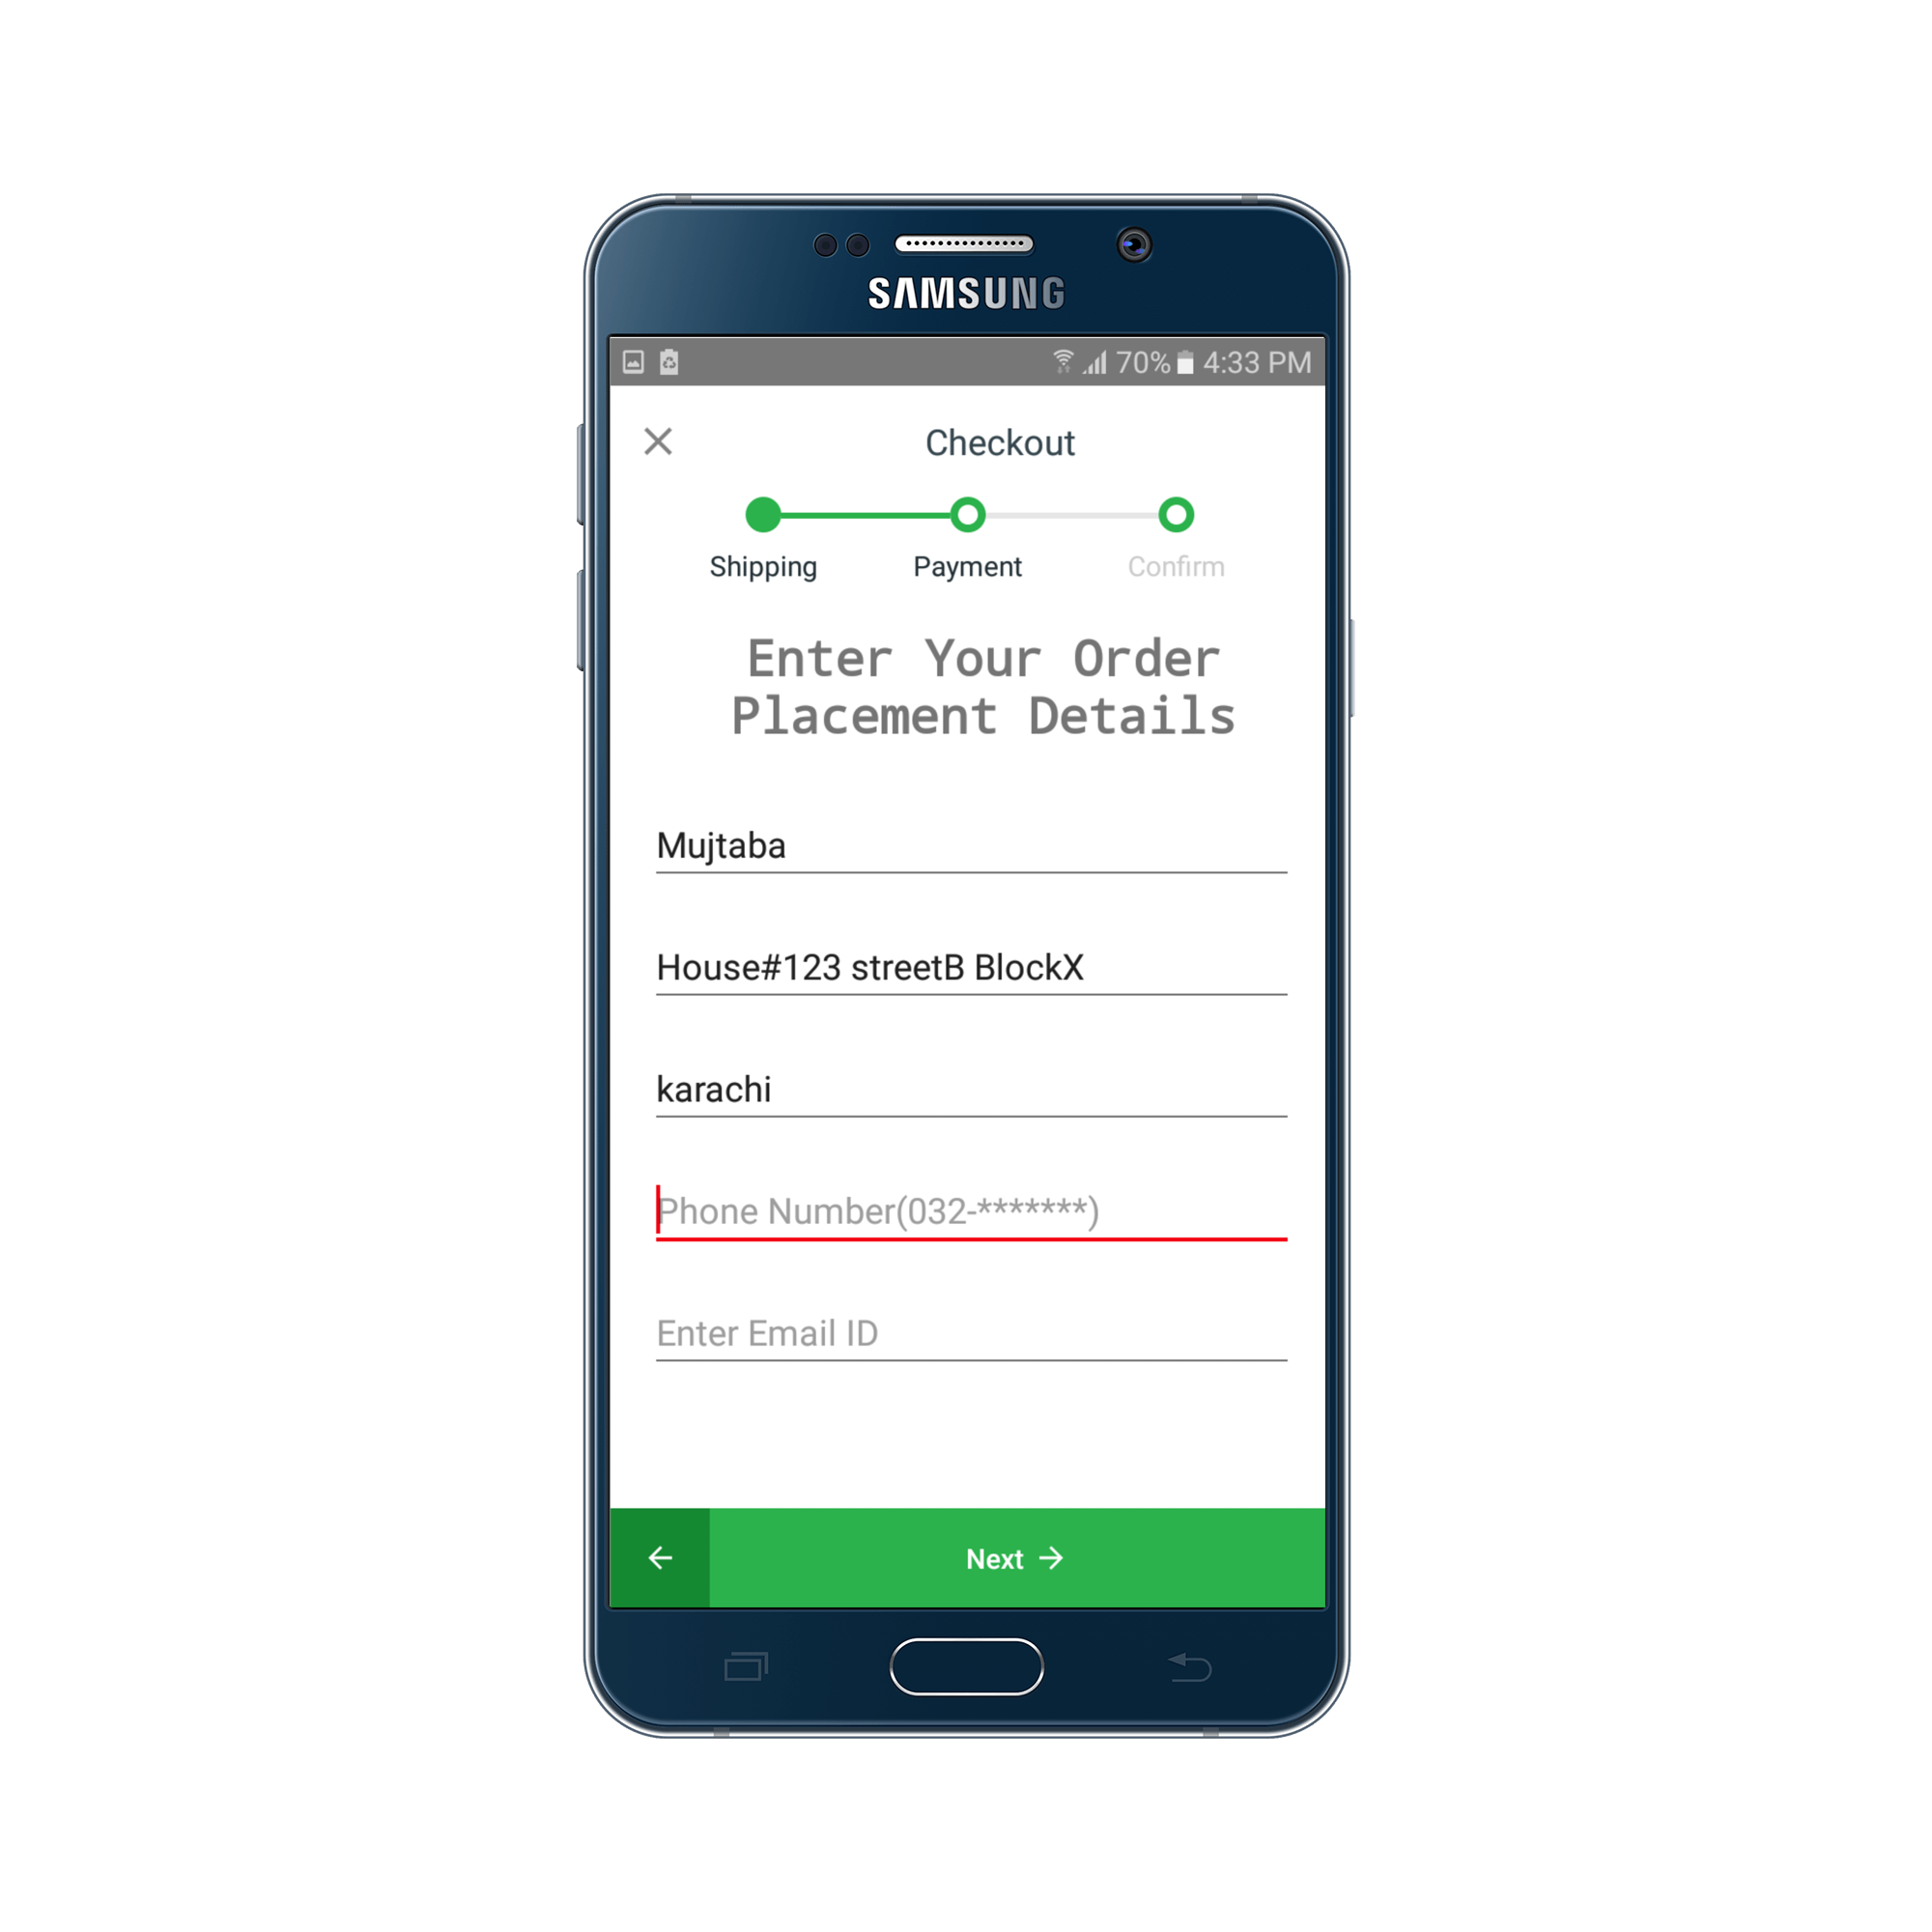 SAMSUNG
70% 4:33 PM
Checkout
Shipping Payment Confirm
Enter Your Order
Placement Details
Mujtaba
House#123 streetB BlockX
karachi
Phone Number(032-*******)
Enter Email ID
Next